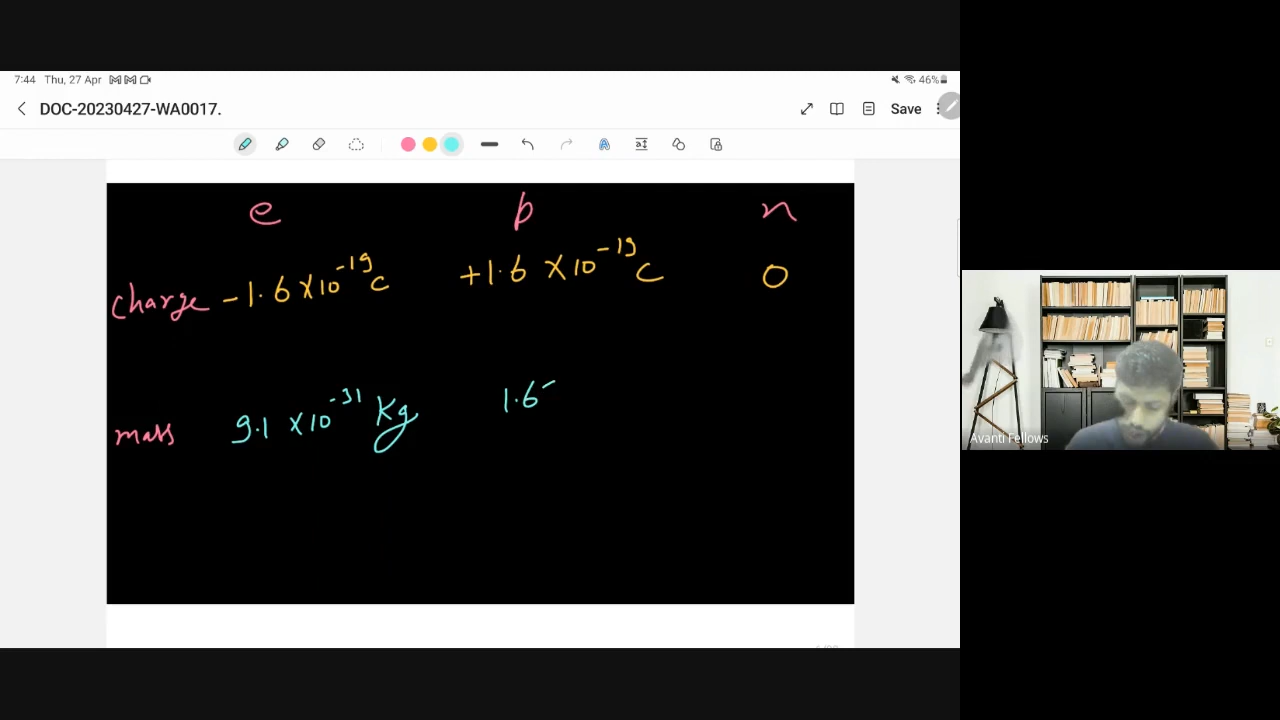 7:44 Thu, 27 Apr 46%
DOC-20230427-WA0017. Save
e p n
charge -1.6 × 10⁻¹⁹ C +1.6 × 10⁻¹⁹ C 0
mass 9.1 × 10⁻³¹ Kg 1.6
Avanti Fellows